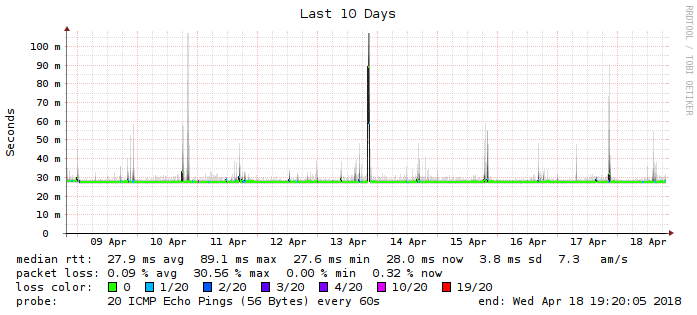 Last 10 Days
RRDTOOL / TOBI OETIKER
Seconds
100 m
90 m
80 m
70 m
60 m
50 m
40 m
30 m
20 m
10 m
0
09 Apr 10 Apr 11 Apr 12 Apr 13 Apr 14 Apr 15 Apr 16 Apr 17 Apr 18 Apr
median rtt: 27.9 ms avg 89.1 ms max 27.6 ms min 28.0 ms now 3.8 ms sd 7.3 am/s
packet loss: 0.09 % avg 30.56 % max 0.00 % min 0.32 % now
loss color: 0 1/20 2/20 3/20 4/20 10/20 19/20
probe: 20 ICMP Echo Pings (56 Bytes) every 60s end: Wed Apr 18 19:20:05 2018